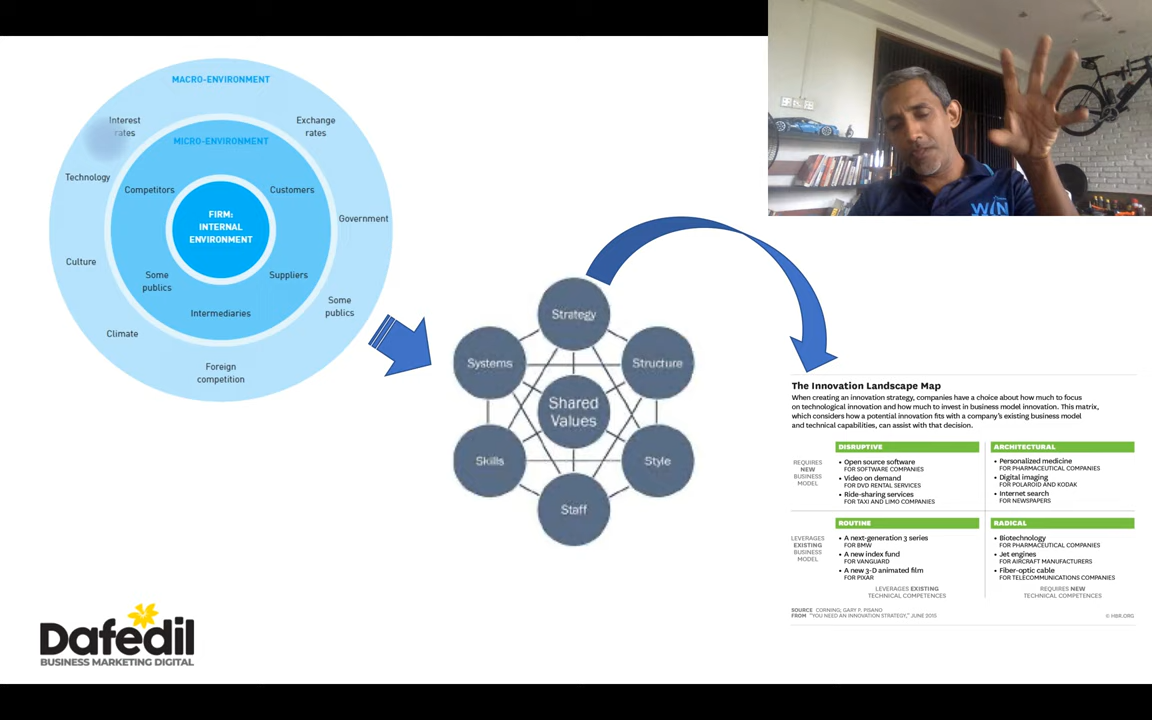 MACRO-ENVIRONMENT
Interest
rates
Exchange
rates
MICRO-ENVIRONMENT
Technology
Competitors
Customers
FIRM:
INTERNAL
ENVIRONMENT
Government
Culture
Some
publics
Suppliers
Intermediaries
Some
publics
Climate
Foreign
competition
WIN
Strategy
Systems
Structure
Shared
Values
Skills
Style
Staff
The Innovation Landscape Map
When creating an innovation strategy, companies have a choice about how much to focus
on technological innovation and how much to invest in business model innovation. This matrix,
which considers how a potential innovation fits with a company's existing business model
and technical capabilities, can assist with that decision.
REQUIRES
NEW
BUSINESS
MODEL
DISRUPTIVE
• Open source software
FOR SOFTWARE COMPANIES
• Video on demand
FOR DVD RENTAL SERVICES
• Ride-sharing services
FOR TAXI AND LIMO COMPANIES
ARCHITECTURAL
• Personalized medicine
FOR PHARMACEUTICAL COMPANIES
• Digital imaging
FOR POLAROID AND KODAK
• Internet search
FOR NEWSPAPERS
LEVERAGES
EXISTING
BUSINESS
MODEL
ROUTINE
• A next-generation 3 series
FOR BMW
• A new index fund
FOR VANGUARD
• A new 3-D animated film
FOR PIXAR
RADICAL
• Biotechnology
FOR PHARMACEUTICAL COMPANIES
• Jet engines
FOR AIRCRAFT MANUFACTURERS
• Fiber-optic cable
FOR TELECOMMUNICATIONS COMPANIES
LEVERAGES EXISTING
TECHNICAL COMPETENCES
REQUIRES NEW
TECHNICAL COMPETENCES
SOURCE CORNING; GARY P. PISANO
FROM "YOU NEED AN INNOVATION STRATEGY," JUNE 2015
© HBR.ORG
Dafedil
BUSINESS MARKETING DIGITAL